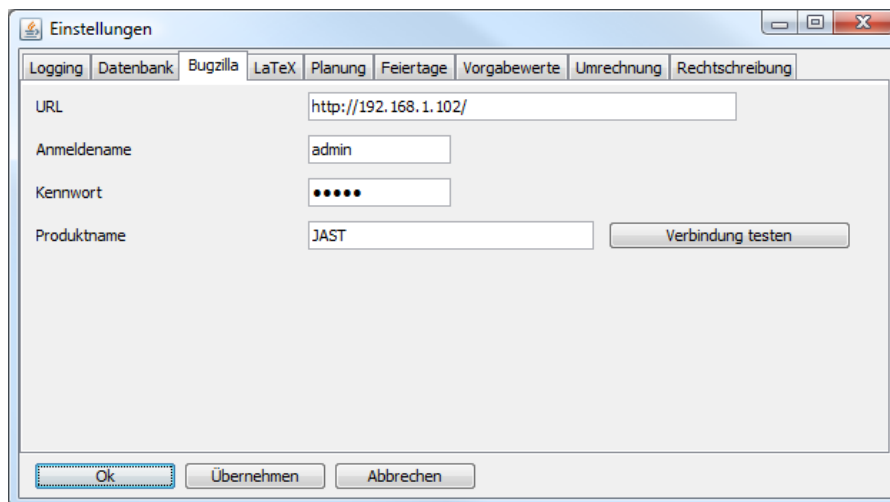 Einstellungen
Logging Datenbank Bugzilla LaTeX Planung Feiertage Vorgabewerte Umrechnung Rechtschreibung
URL http://192.168.1.102/
Anmeldename admin
Kennwort •••••
Produktname JAST Verbindung testen
Ok Übernehmen Abbrechen